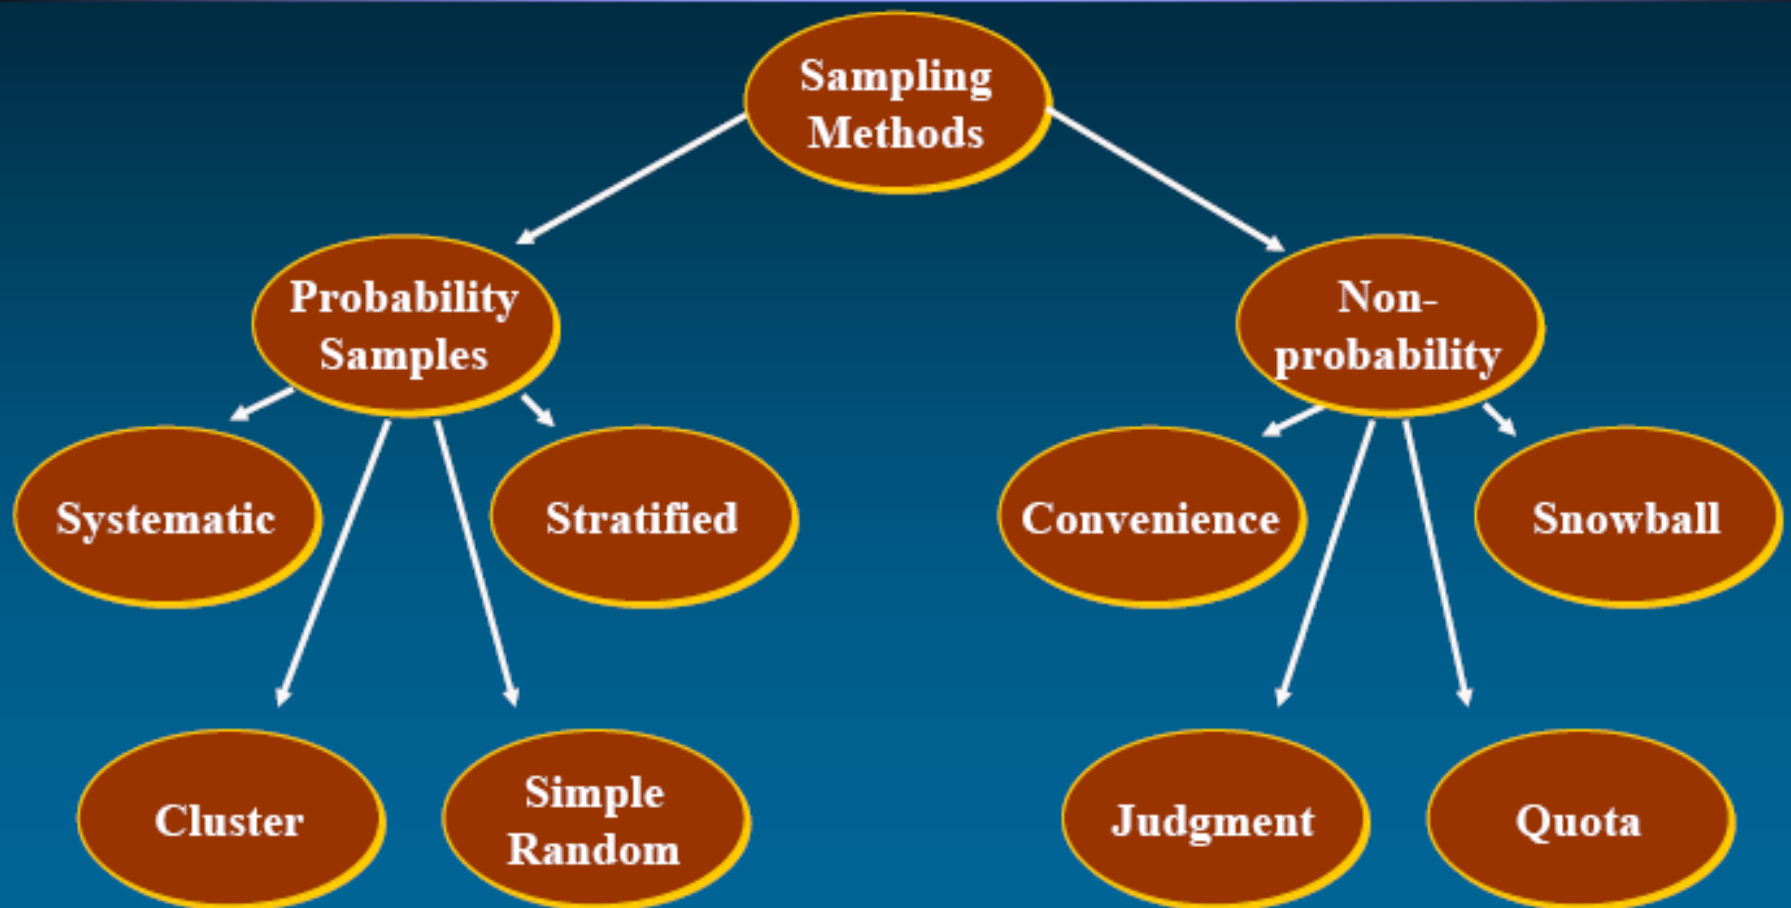 Sampling
Methods
Probability
Samples
Non-
probability
Systematic
Stratified
Convenience
Snowball
Cluster
Simple
Random
Judgment
Quota